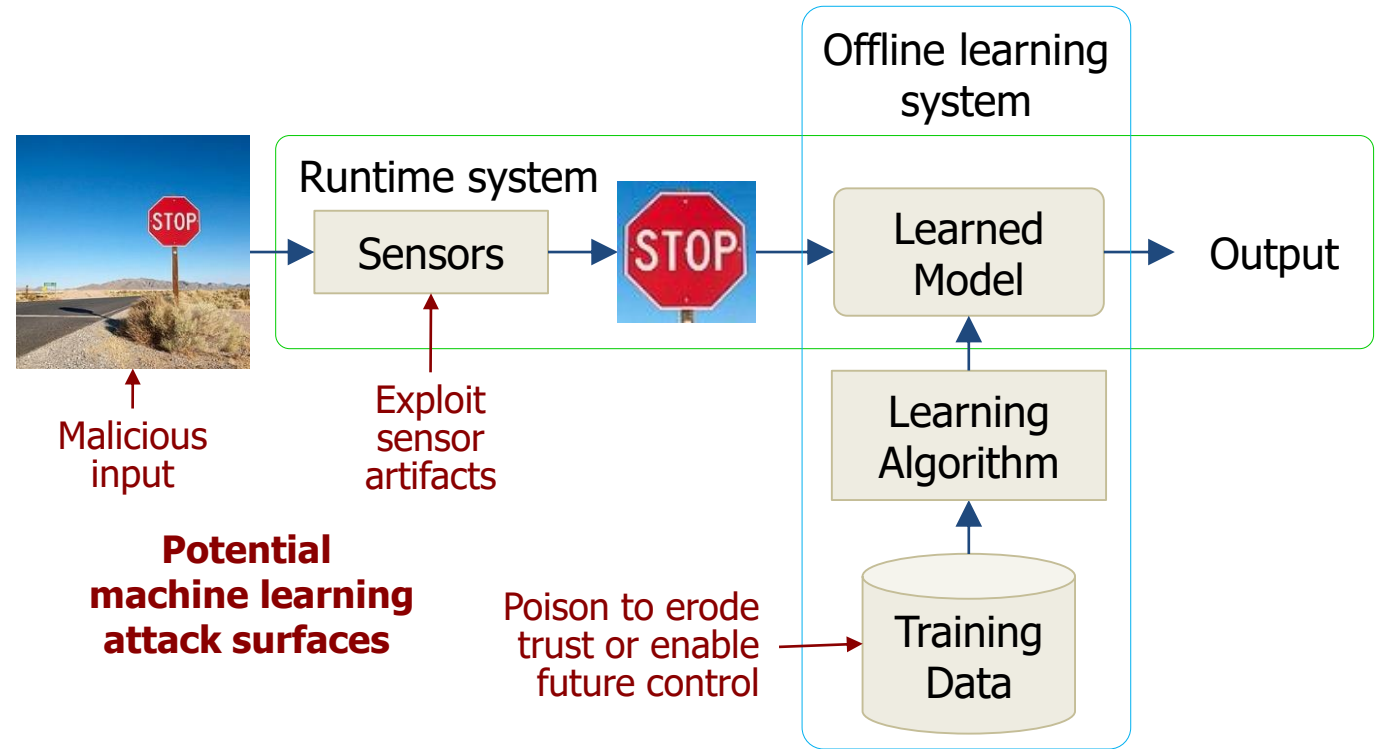 Offline learning
system
Runtime system
STOP
Sensors
STOP
Learned
Model
Output
Malicious
input
Exploit
sensor
artifacts
Learning
Algorithm
Potential
machine learning
attack surfaces
Poison to erode
trust or enable
future control
Training
Data